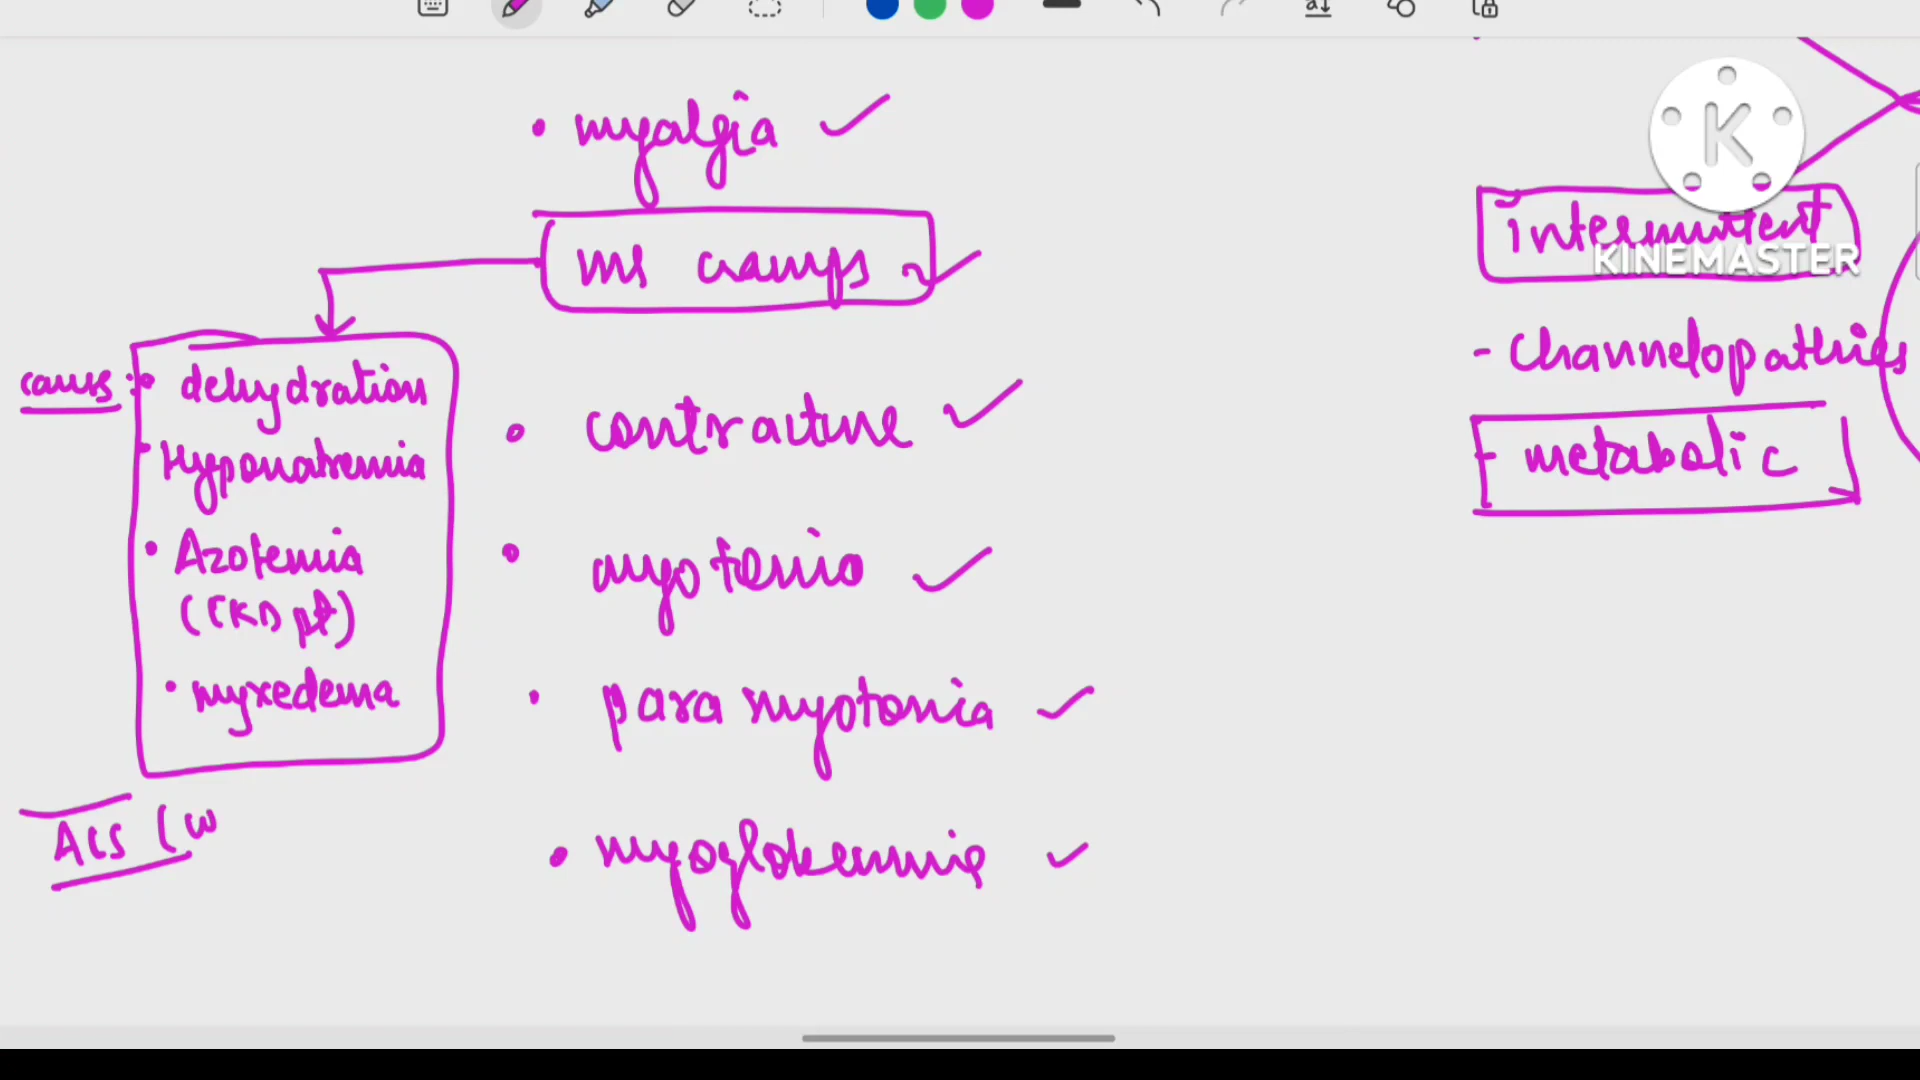 • myalgia ✓
ms cramps ✓
causes :
• dehydration
• Hyponatremia
• Azotemia
(CKD pt)
• myxedema
ALS (w
• contracture ✓
• myotonia ✓
• para myotonia ✓
• myoglobinuria ✓
intermittent
- channelopathies
- metabolic
K
KINEMASTER